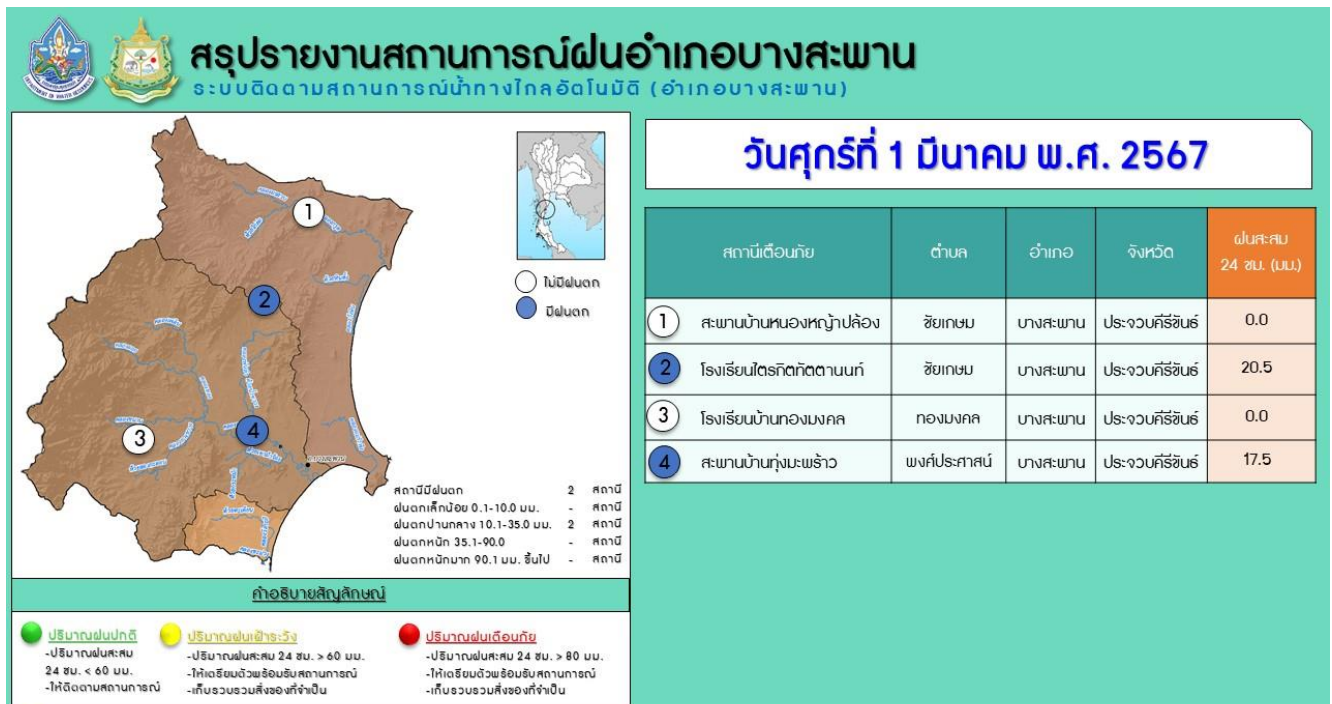 สรุปรายงานสถานการณ์ฝนอำเภอบางสะพาน
ระบบติดตามสถานการณ์น้ำทางไกลอัตโนมัติ (อำเภอบางสะพาน)
1
2
3
4
ไม่มีฝนตก
มีฝนตก
สถานีมีฝนตก 2 สถานี
ฝนตกเล็กน้อย 0.1-10.0 มม. - สถานี
ฝนตกปานกลาง 10.1-35.0 มม. 2 สถานี
ฝนตกหนัก 35.1-90.0 - สถานี
ฝนตกหนักมาก 90.1 มม. ขึ้นไป - สถานี
คำอธิบายสัญลักษณ์
ปริมาณฝนปกติ
-ปริมาณฝนสะสม
24 ชม. < 60 มม.
-ให้ติดตามสถานการณ์
ปริมาณฝนเฝ้าระวัง
-ปริมาณฝนสะสม 24 ชม. > 60 มม.
-ให้เตรียมตัวพร้อมรับสถานการณ์
-เก็บรวบรวมสิ่งของที่จำเป็น
ปริมาณฝนเตือนภัย
-ปริมาณฝนสะสม 24 ชม. > 80 มม.
-ให้เตรียมตัวพร้อมรับสถานการณ์
-เก็บรวบรวมสิ่งของที่จำเป็น
วันศุกร์ที่ 1 มีนาคม พ.ศ. 2567
สถานีเตือนภัย ตำบล อำเภอ จังหวัด ฝนสะสม
24 ชม. (มม.)
1 สะพานบ้านหนองหญ้าปล้อง ชัยเกษม บางสะพาน ประจวบคีรีขันธ์ 0.0
2 โรงเรียนไตรกิตทัตตานนท์ ชัยเกษม บางสะพาน ประจวบคีรีขันธ์ 20.5
3 โรงเรียนบ้านทองมงคล ทองมงคล บางสะพาน ประจวบคีรีขันธ์ 0.0
4 สะพานบ้านทุ่งมะพร้าว พงศ์ประศาสน์ บางสะพาน ประจวบคีรีขันธ์ 17.5